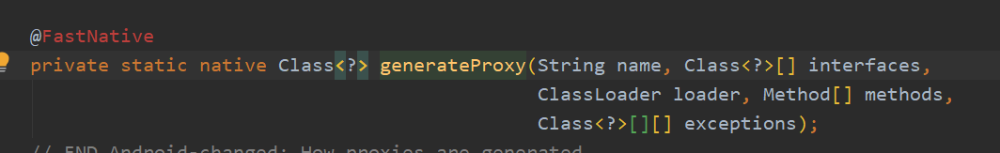 @FastNative
private static native Class<?> generateProxy(String name, Class<?>[] interfaces,
ClassLoader loader, Method[] methods,
Class<?>[][] exceptions);
// END Android-changed: How proxies are generated